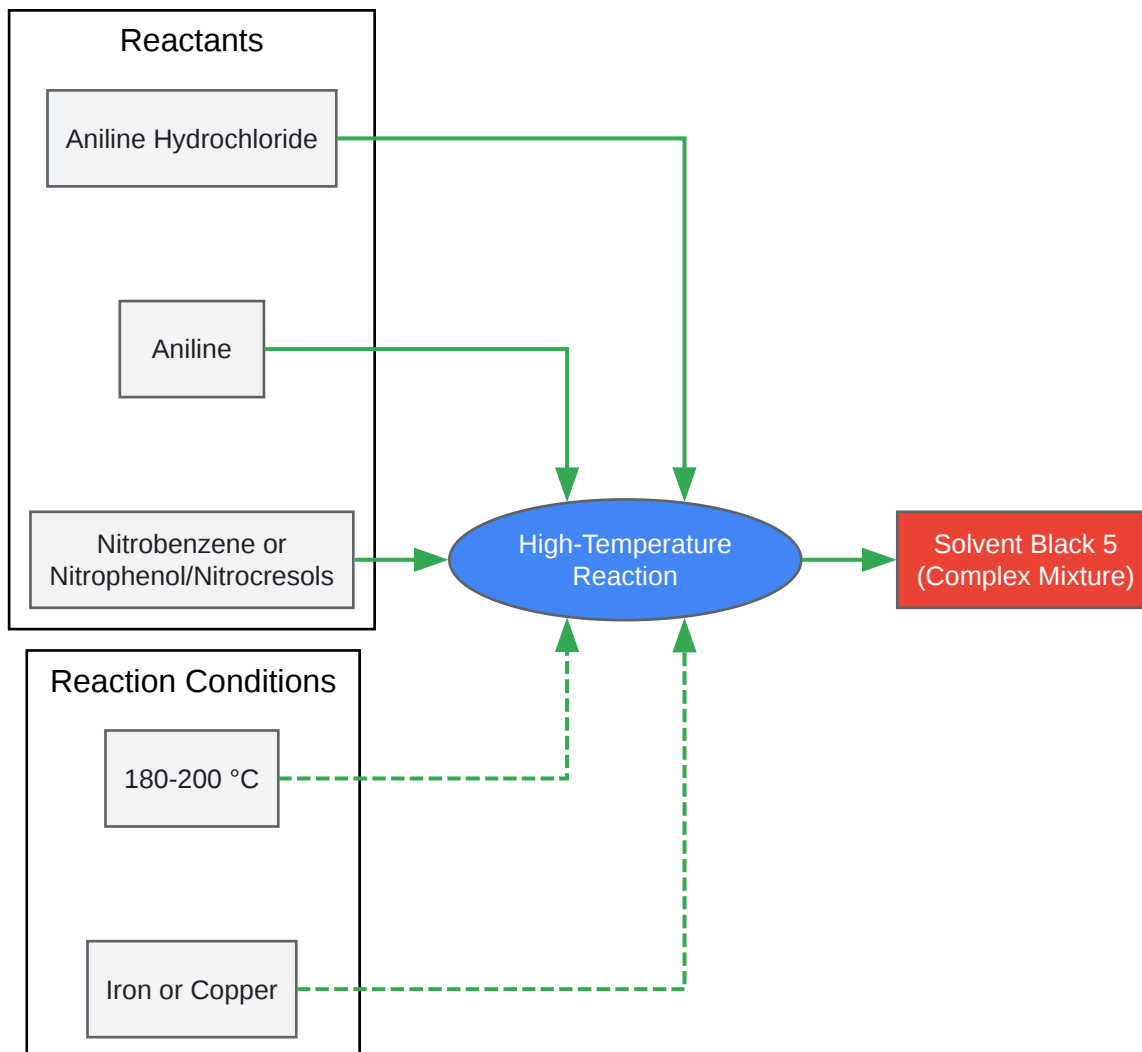 Reactants
Aniline Hydrochloride
Aniline
Nitrobenzene or
Nitrophenol/Nitrocresols
High-Temperature
Reaction
Solvent Black 5
(Complex Mixture)
Reaction Conditions
180-200 °C
Iron or Copper